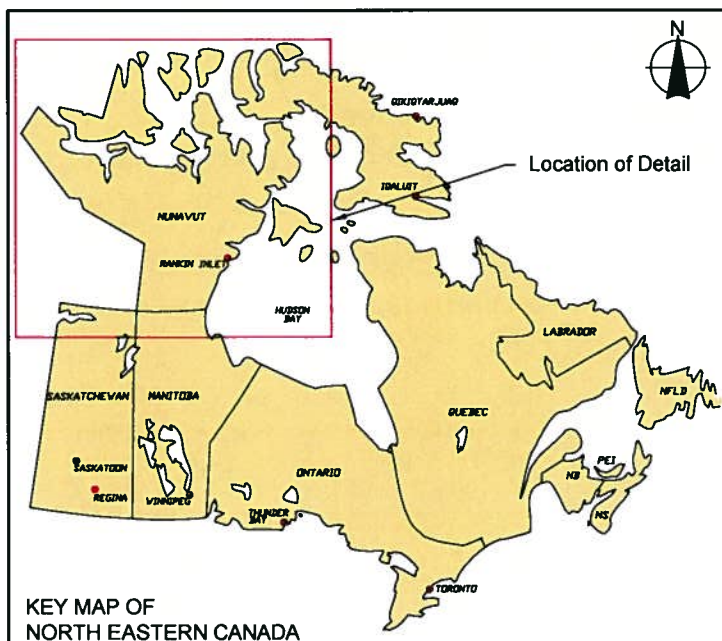 N
QIKIQTARJUAQ
Location of Detail
IQALUIT
NUNAVUT
RANKIN INLET
HUDSON
BAY
LABRADOR
SASKATCHEWAN
MANITOBA
NFLD
QUEBEC
PEI
SASKATOON
ONTARIO
NB
REGINA
WINNIPEG
THUNDER
BAY
NS
TORONTO
KEY MAP OF
NORTH EASTERN CANADA